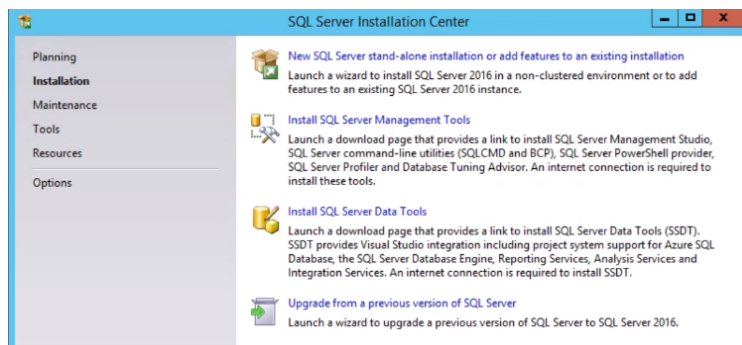 SQL Server Installation Center
Planning
Installation
Maintenance
Tools
Resources
Options
New SQL Server stand-alone installation or add features to an existing installation
Launch a wizard to install SQL Server 2016 in a non-clustered environment or to add
features to an existing SQL Server 2016 instance.
Install SQL Server Management Tools
Launch a download page that provides a link to install SQL Server Management Studio,
SQL Server command-line utilities (SQLCMD and BCP), SQL Server PowerShell provider,
SQL Server Profiler and Database Tuning Advisor. An internet connection is required to
install these tools.
Install SQL Server Data Tools
Launch a download page that provides a link to install SQL Server Data Tools (SSDT).
SSDT provides Visual Studio integration including project system support for Azure SQL
Database, the SQL Server Database Engine, Reporting Services, Analysis Services and
Integration Services. An internet connection is required to install SSDT.
Upgrade from a previous version of SQL Server
Launch a wizard to upgrade a previous version of SQL Server to SQL Server 2016.